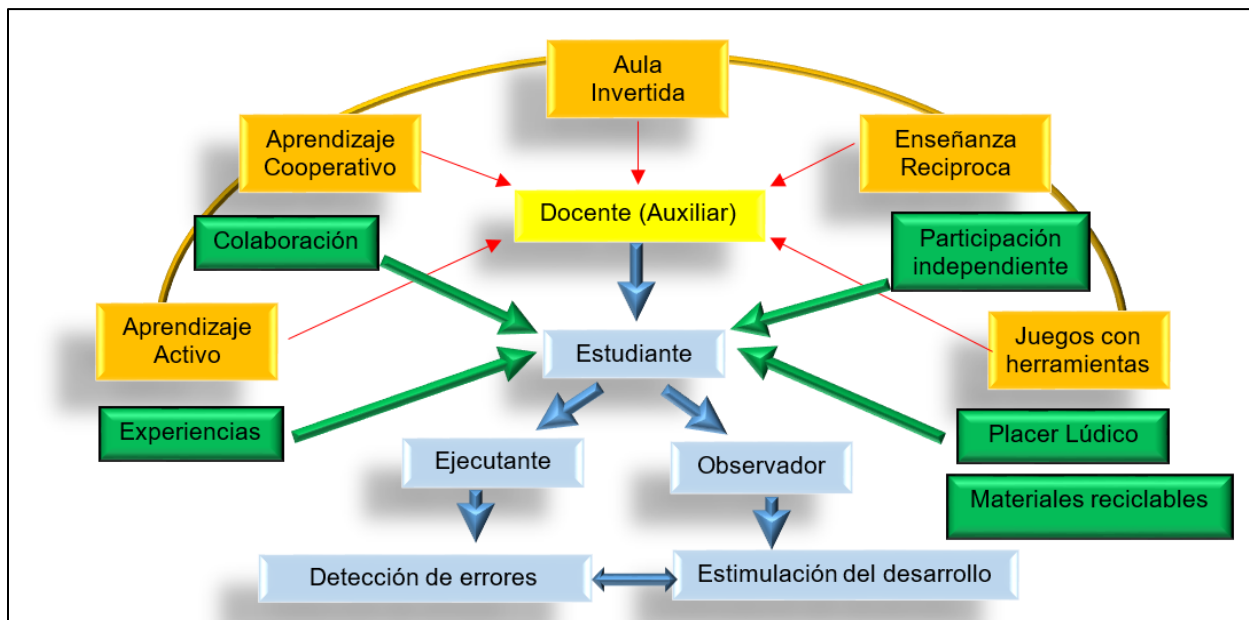 Aula
Invertida
Aprendizaje
Cooperativo
Enseñanza
Reciproca
Docente (Auxiliar)
Colaboración
Participación
independiente
Aprendizaje
Activo
Estudiante
Juegos con
herramientas
Experiencias
Placer Lúdico
Ejecutante
Observador
Materiales reciclables
Detección de errores
Estimulación del desarrollo